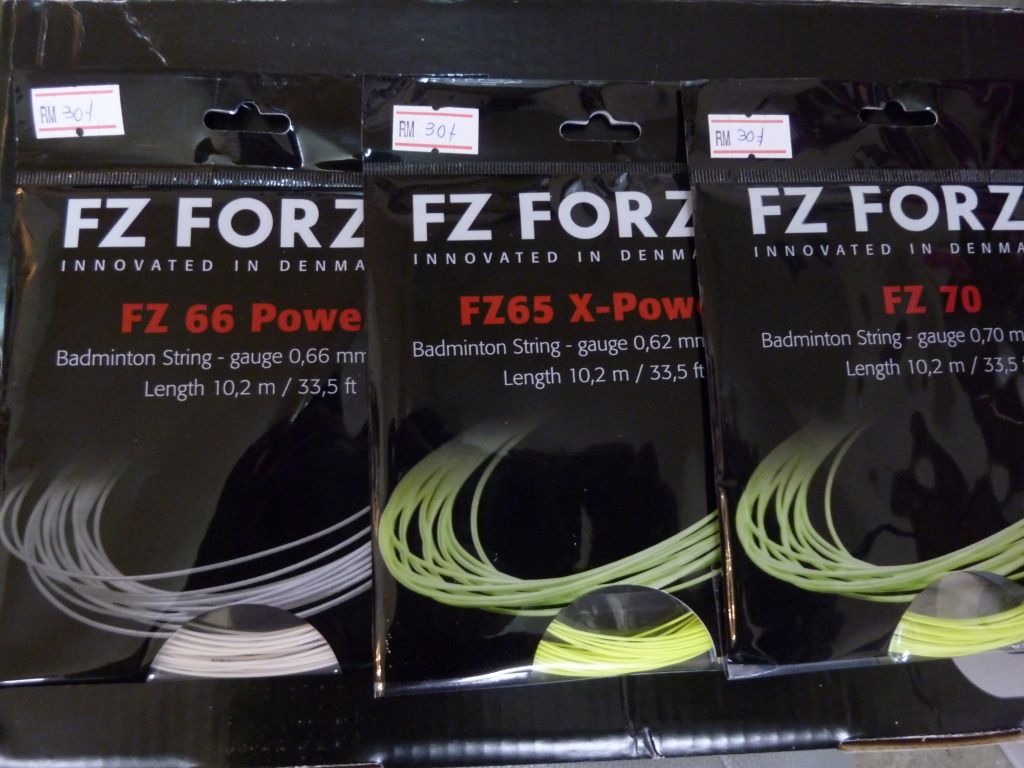 RM 30/
FZ FORZ
INNOVATED IN DENMA
FZ 66 Powe
Badminton String - gauge 0,66 mm
Length 10,2 m / 33,5 ft
RM 30/
FZ FORZ
INNOVATED IN DENMA
FZ65 X-Pow
Badminton String - gauge 0,62 mm
Length 10,2 m / 33,5 ft
RM 30/
FZ FORZ
INNOVATED IN DENM
FZ 70
Badminton String - gauge 0,70 m
Length 10,2 m / 33,5